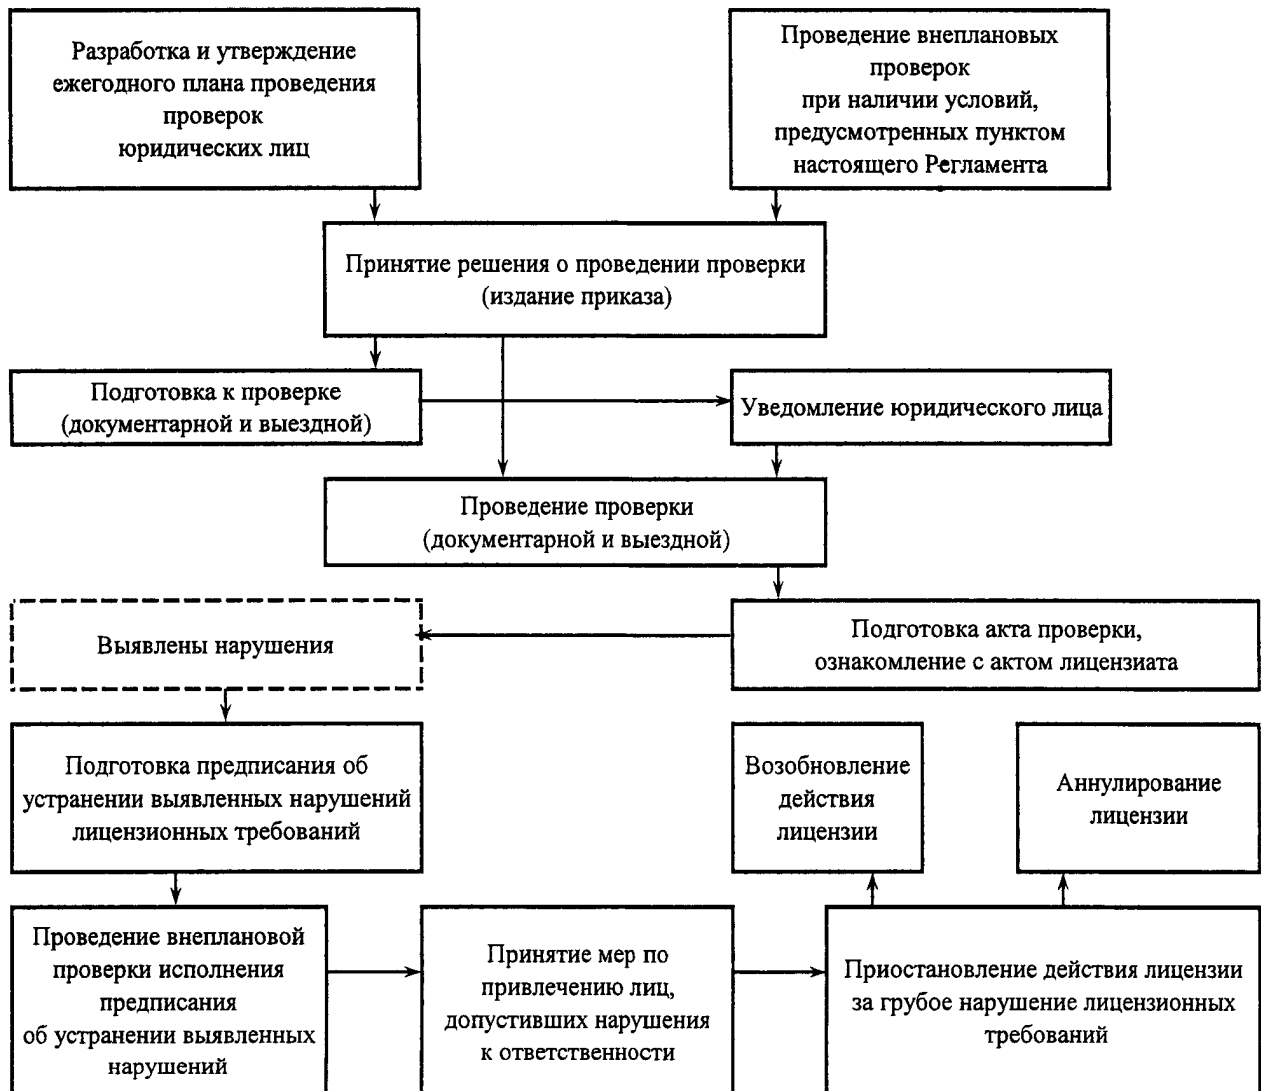 Разработка и утверждение
ежегодного плана проведения
проверок
юридических лиц
Проведение внеплановых
проверок
при наличии условий,
предусмотренных пунктом
настоящего Регламента
Принятие решения о проведении проверки
(издание приказа)
Подготовка к проверке
(документарной и выездной)
Уведомление юридического лица
Проведение проверки
(документарной и выездной)
Выявлены нарушения
Подготовка акта проверки,
ознакомление с актом лицензиата
Подготовка предписания об
устранении выявленных нарушений
лицензионных требований
Возобновление
действия
лицензии
Аннулирование
лицензии
Проведение внеплановой
проверки исполнения
предписания
об устранении выявленных
нарушений
Принятие мер по
привлечению лиц,
допустивших нарушения
к ответственности
Приостановление действия лицензии
за грубое нарушение лицензионных
требований